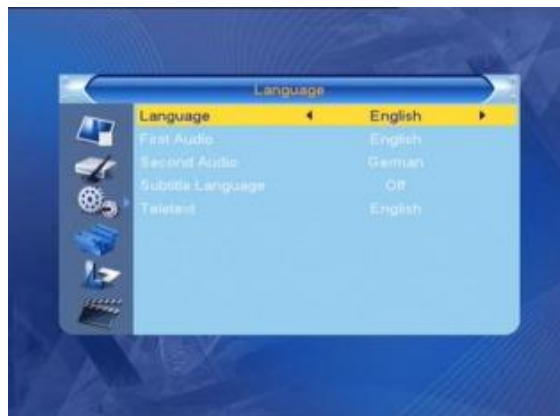 Language
Language English
First Audio English
Second Audio German
Subtitle Language Off
Teletext English